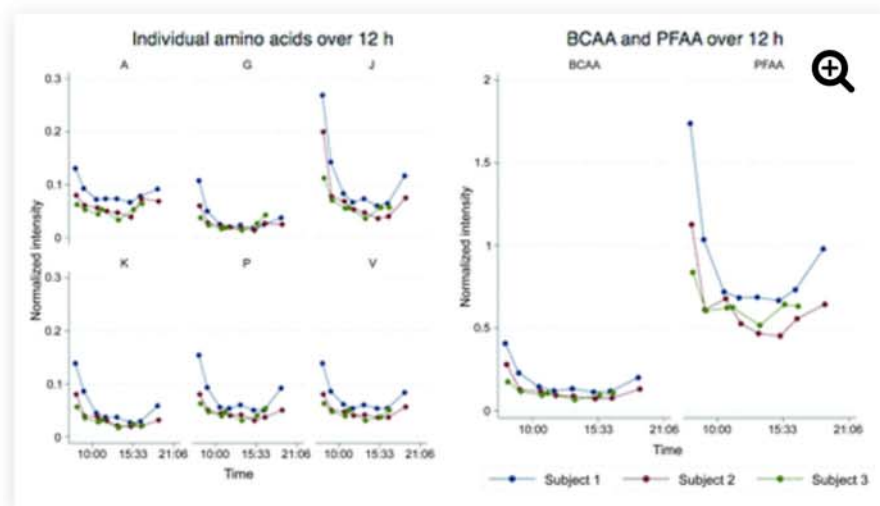 Individual amino acids over 12 h
A G J
0.3
0.2
0.1
0
Normalized intensity
K P V
0.3
0.2
0.1
0
10:00 15:33 21:06 10:00 15:33 21:06 10:00 15:33 21:06
Time
BCAA and PFAA over 12 h
BCAA PFAA
2
1.5
1
0.5
0
Normalized intensity
10:00 15:33 21:06 10:00 15:33 21:06
Time
Subject 1 Subject 2 Subject 3